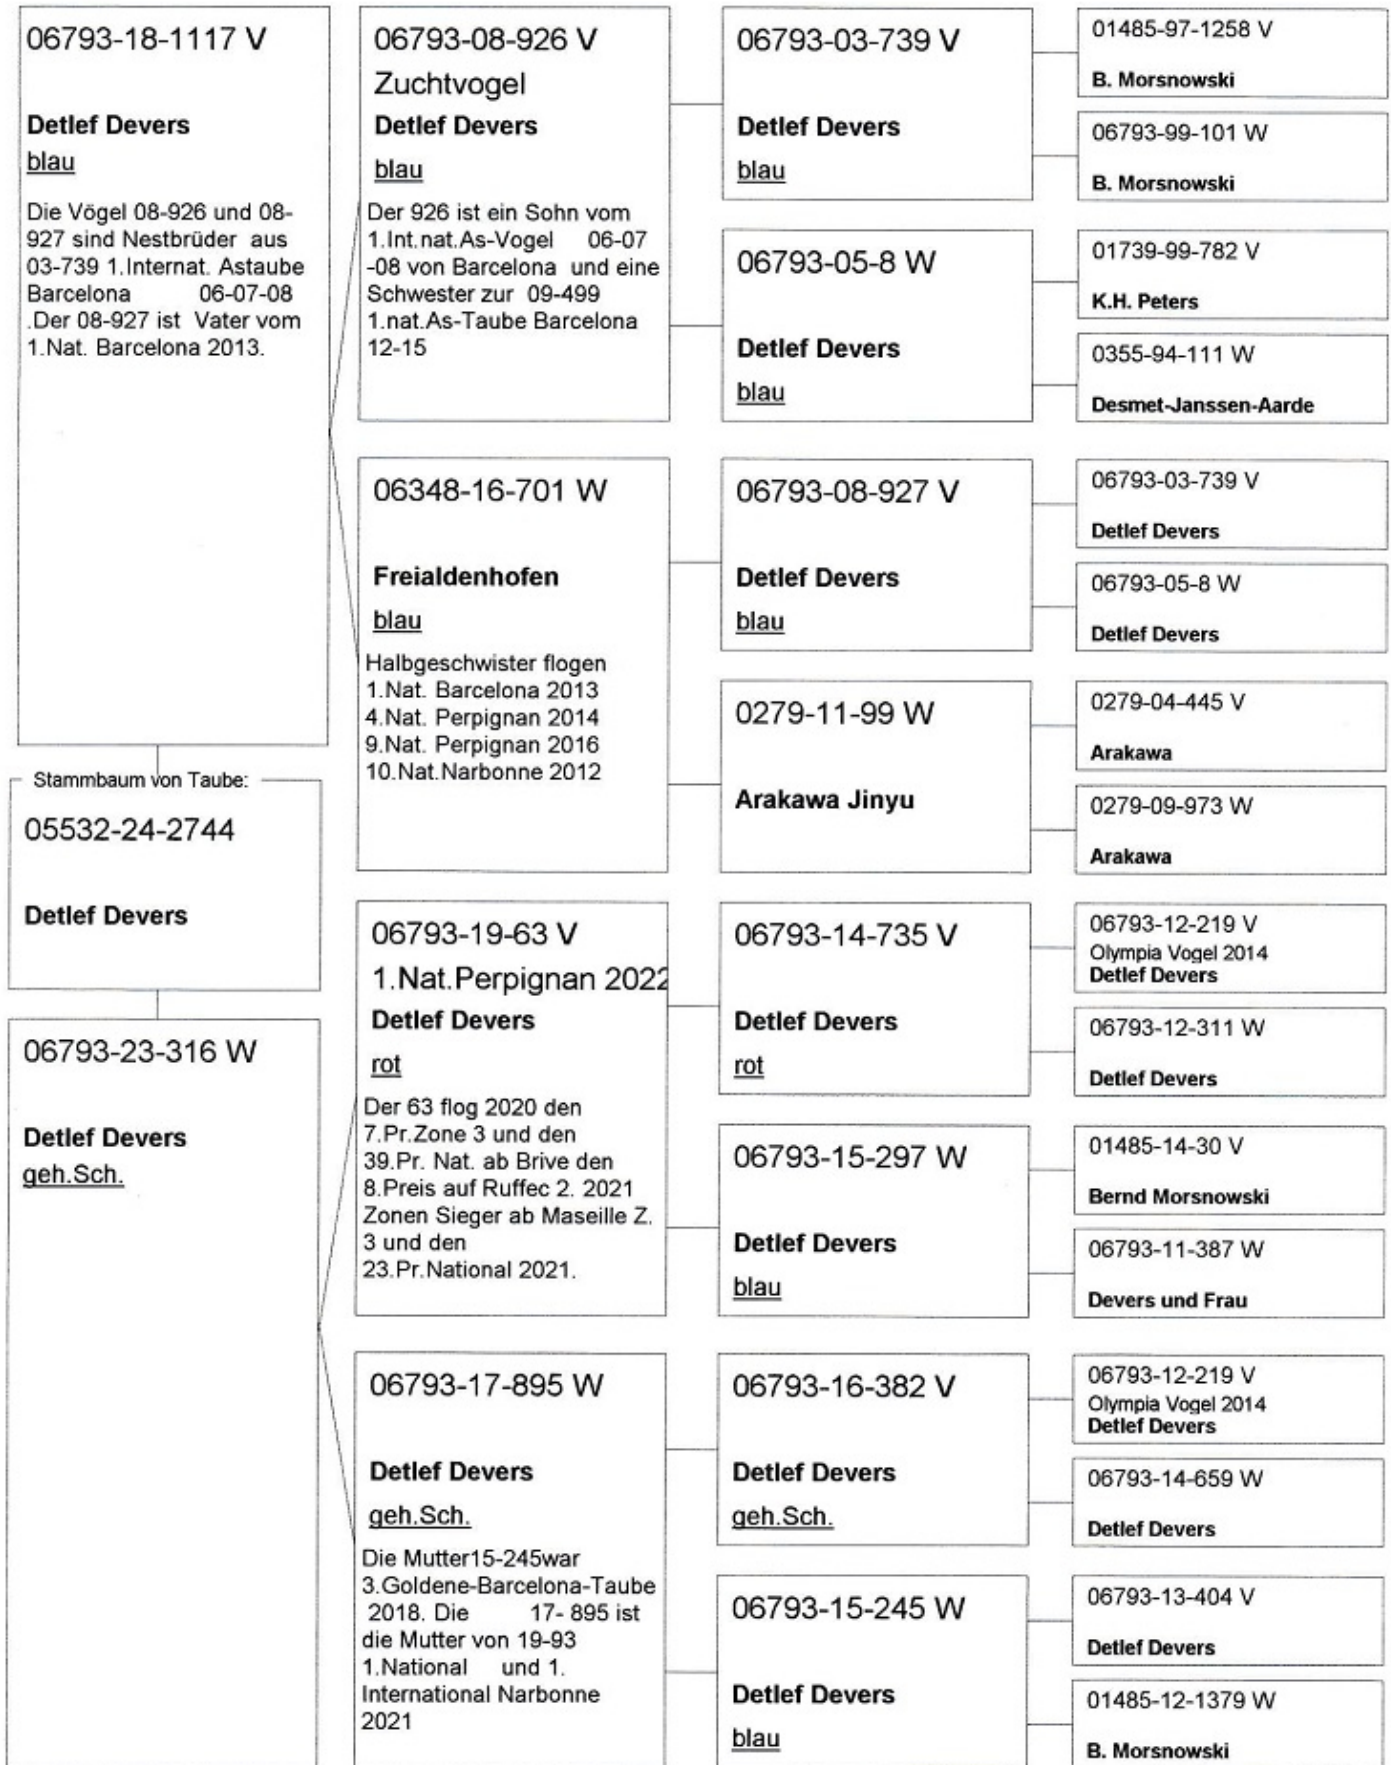 06793-18-1117 V
Detlef Devers
blau
Die Vögel 08-926 und 08-
927 sind Nestbrüder aus
03-739 1.Internat. Astaube
Barcelona 06-07-08
.Der 08-927 ist Vater vom
1.Nat. Barcelona 2013.
Stammbaum von Taube:
05532-24-2744
Detlef Devers
06793-23-316 W
Detlef Devers
geh.Sch.
06793-08-926 V
Zuchtvogel
Detlef Devers
blau
Der 926 ist ein Sohn vom
1.Int.nat.As-Vogel 06-07
-08 von Barcelona und eine
Schwester zur 09-499
1.nat.As-Taube Barcelona
12-15
06348-16-701 W
Freialdenhofen
blau
Halbgeschwister flogen
1.Nat. Barcelona 2013
4.Nat. Perpignan 2014
9.Nat. Perpignan 2016
10.Nat.Narbonne 2012
06793-19-63 V
1.Nat.Perpignan 2022
Detlef Devers
rot
Der 63 flog 2020 den
7.Pr.Zone 3 und den
39.Pr. Nat. ab Brive den
8.Preis auf Ruffec 2. 2021
Zonen Sieger ab Maseille Z.
3 und den
23.Pr.National 2021.
06793-17-895 W
Detlef Devers
geh.Sch.
Die Mutter15-245war
3.Goldene-Barcelona-Taube
2018. Die 17- 895 ist
die Mutter von 19-93
1.National und 1.
International Narbonne
2021
06793-03-739 V
Detlef Devers
blau
06793-05-8 W
Detlef Devers
blau
06793-08-927 V
Detlef Devers
blau
0279-11-99 W
Arakawa Jinyu
06793-14-735 V
Detlef Devers
rot
06793-15-297 W
Detlef Devers
blau
06793-16-382 V
Detlef Devers
geh.Sch.
06793-15-245 W
Detlef Devers
blau
01485-97-1258 V
B. Morsnowski
06793-99-101 W
B. Morsnowski
01739-99-782 V
K.H. Peters
0355-94-111 W
Desmet-Janssen-Aarde
06793-03-739 V
Detlef Devers
06793-05-8 W
Detlef Devers
0279-04-445 V
Arakawa
0279-09-973 W
Arakawa
06793-12-219 V
Olympia Vogel 2014
Detlef Devers
06793-12-311 W
Detlef Devers
01485-14-30 V
Bernd Morsnowski
06793-11-387 W
Devers und Frau
06793-12-219 V
Olympia Vogel 2014
Detlef Devers
06793-14-659 W
Detlef Devers
06793-13-404 V
Detlef Devers
01485-12-1379 W
B. Morsnowski